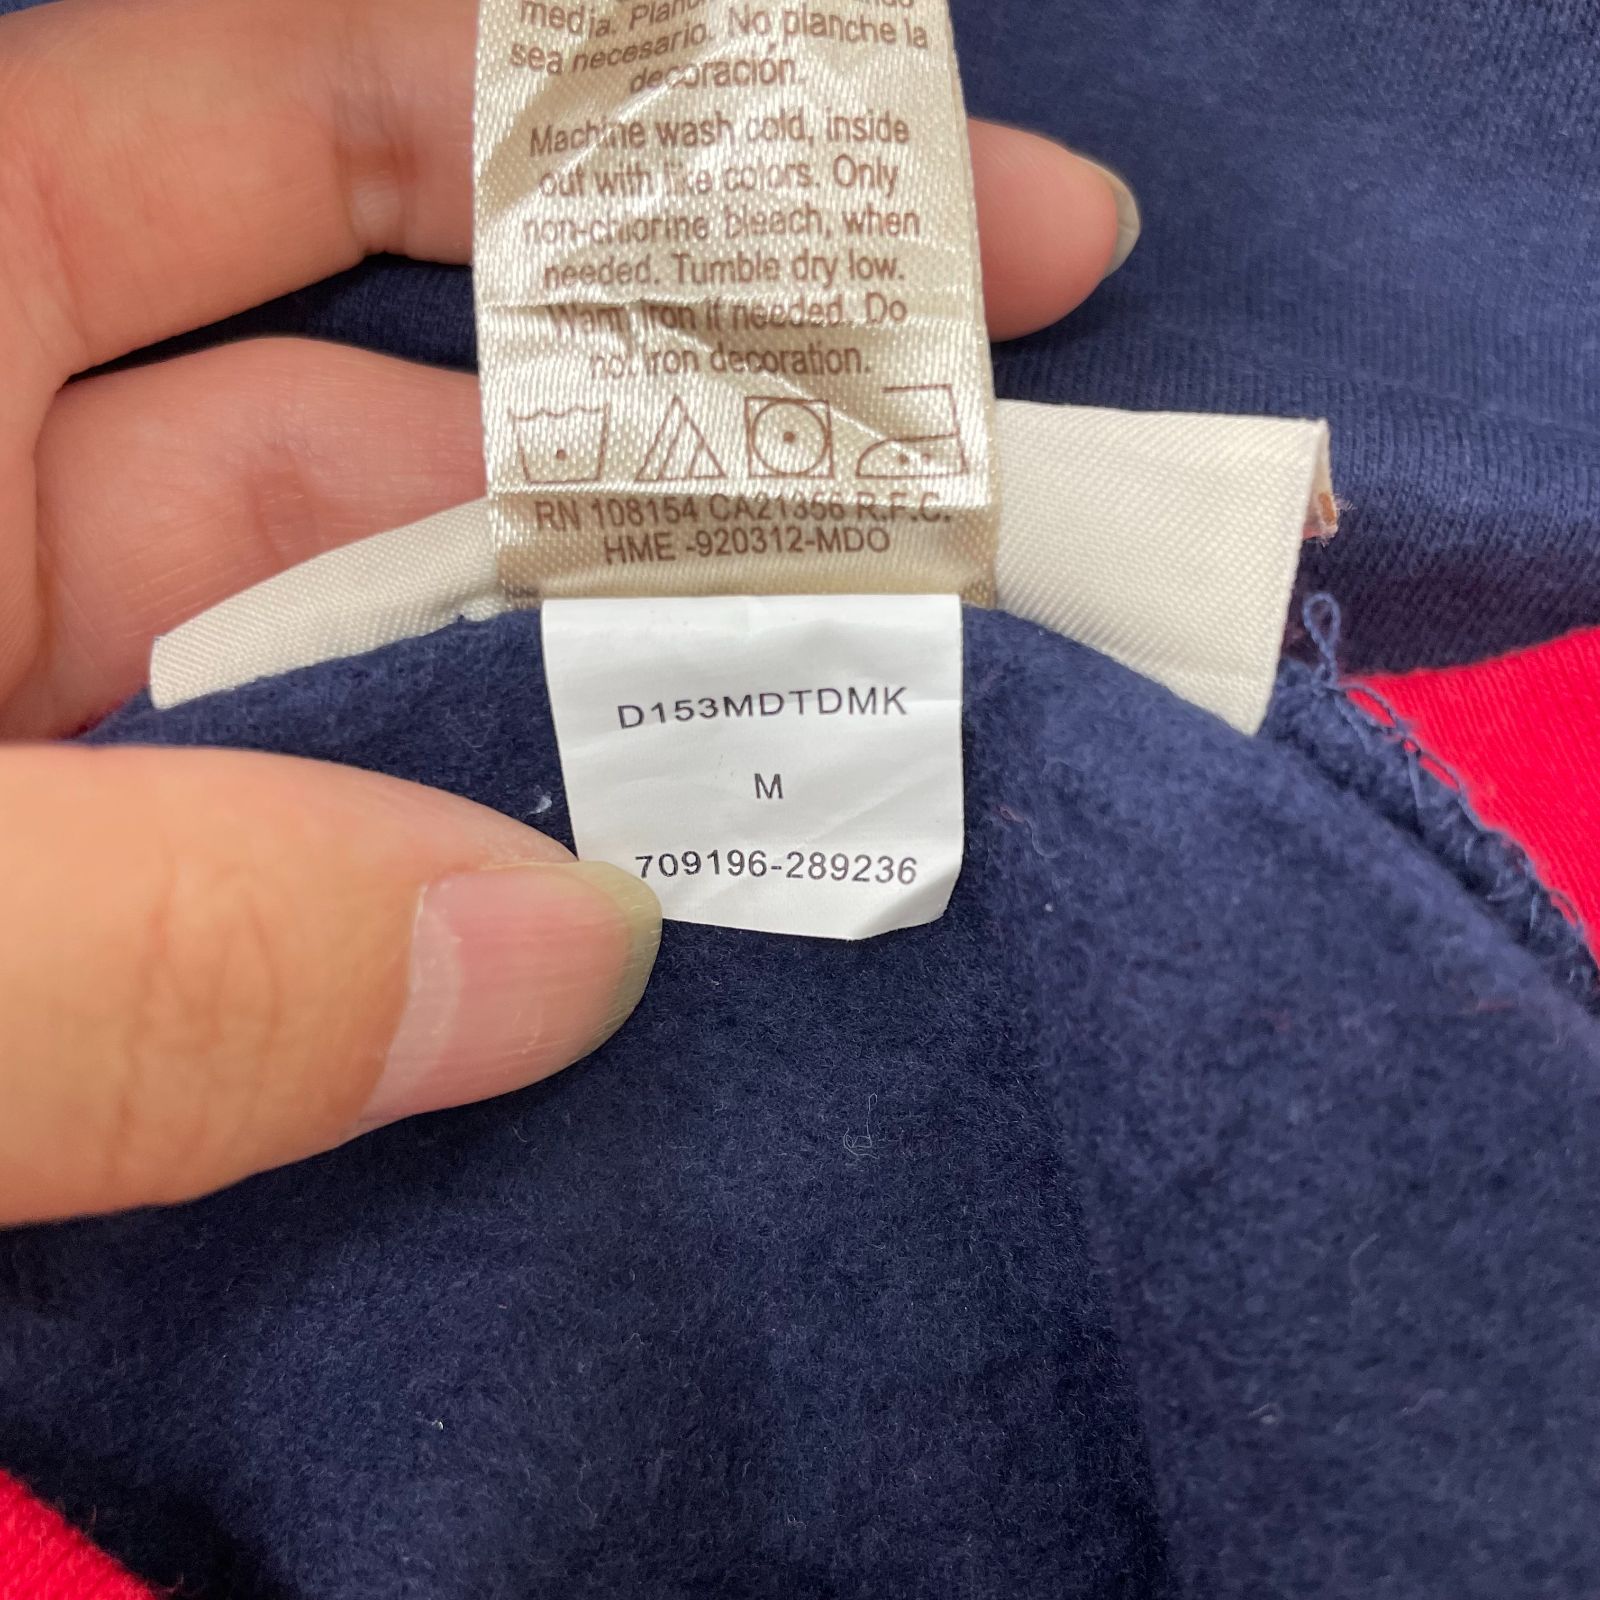 media.
sea necesario. No planche la
decoración.
Machine wash cold, inside
out with like colors. Only
non-chlorine bleach, when
needed. Tumble dry low.
Warm Iron if needed. Do
not Iron decoration.
RN 108154 CA21356 R.F.C.
HME -920312-MDO
D153MDTDMK
M
709196-289236